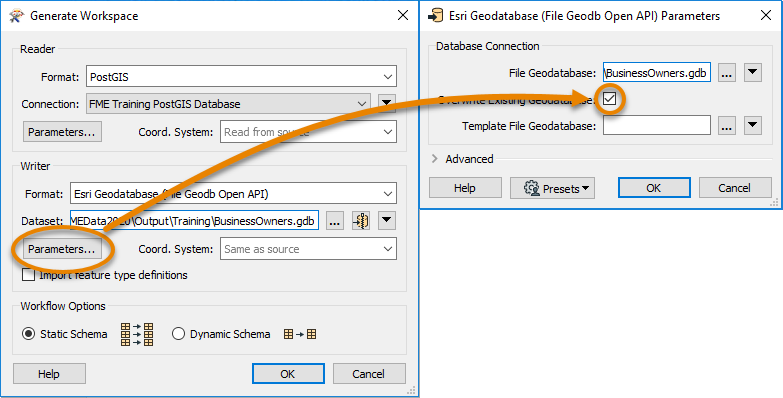 Generate Workspace
Reader
Format: PostGIS
Connection: FME Training PostGIS Database
Parameters... Coord. System: Read from source
Writer
Format: Esri Geodatabase (File Geodb Open API)
Dataset: MEData2020\Output\Training\BusinessOwners.gdb ...
Parameters... Coord. System: Same as source
Import feature type definitions
Workflow Options
Static Schema Dynamic Schema
Help OK Cancel
Esri Geodatabase (File Geodb Open API) Parameters
Database Connection
File Geodatabase: \BusinessOwners.gdb ...
Overwrite Existing Geodatabase:
Template File Geodatabase: ...
Advanced
Help Presets OK Cancel